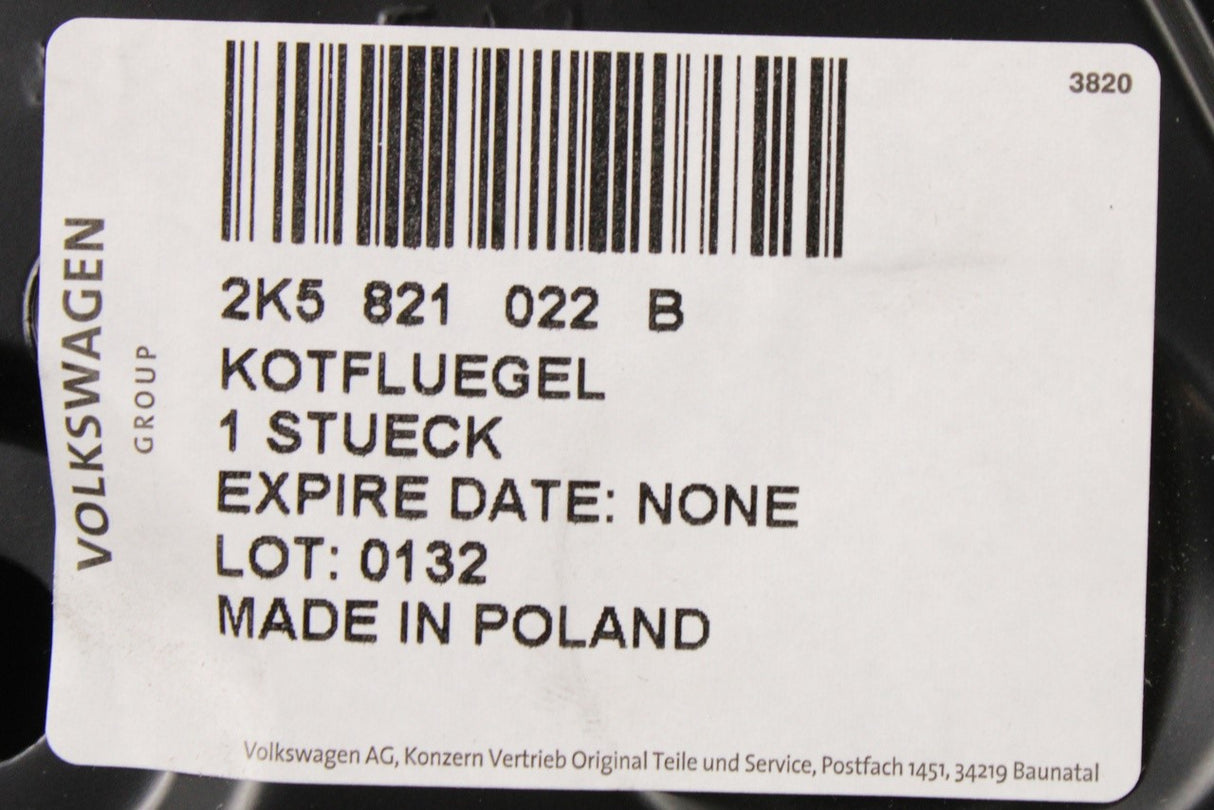 3820
VOLKSWAGEN
GROUP
2K5 821 022 B
KOTFLUEGEL
1 STUECK
EXPIRE DATE: NONE
LOT: 0132
MADE IN POLAND
Volkswagen AG, Konzern Vertrieb Original Teile und Service, Postfach 1451, 34219 Baunatal